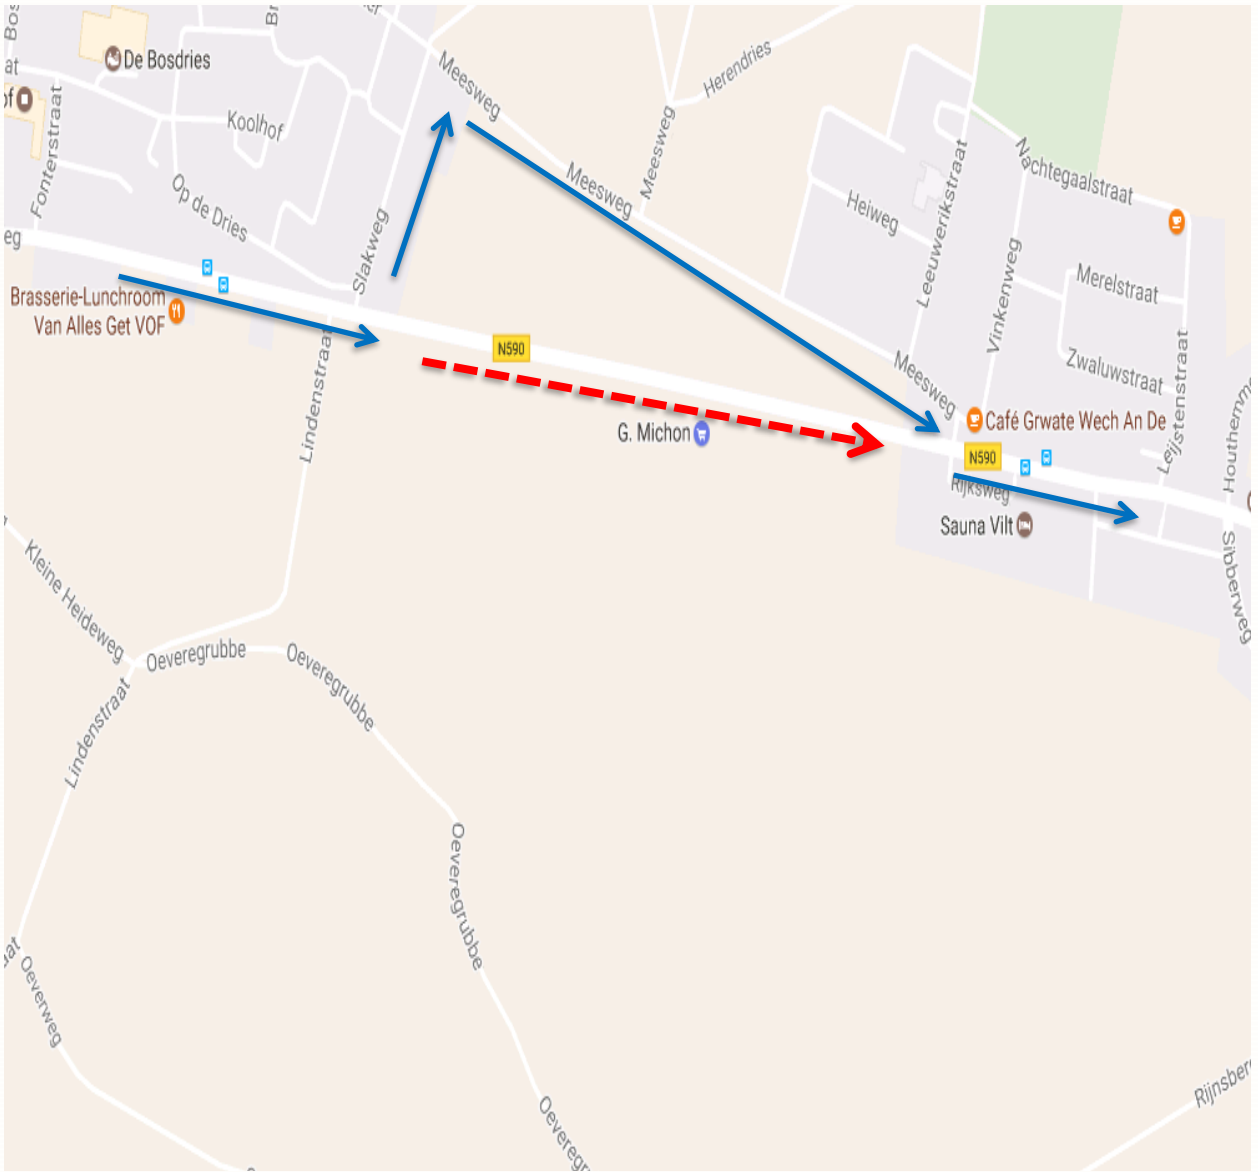 De Bosdries
Koolhof
Fonterstraat
Op de Dries
Slakweg
Meesweg
Meesweg
Meesweg
Herendries
Heiweg
Leeuwerikstraat
Nachtegaalstraat
Vinkenweg
Merelstraat
Zwaluwstraat
Leijstenstraat
Meesweg
Brasserie-Lunchroom
Van Alles Get VOF
Lindenstraat
N590
G. Michon
Café Grwate Wech An De
N590
Rijksweg
Sauna Vilt
Sibberweg
Kleine Heideweg
Oeveregrubbe
Oeveregrubbe
Lindenstraat
Oeveregrubbe
Oeverweg